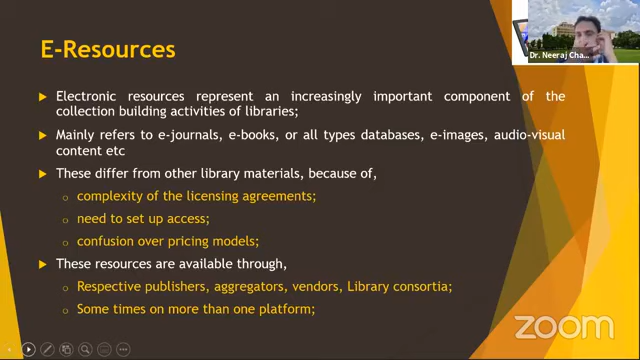 E-Resources
Dr. Neeraj Cha...
Electronic resources represent an increasingly important component of the
collection building activities of libraries;
Mainly refers to e-journals, e-books, or all types databases, e-images, audio-visual
content etc
These differ from other library materials, because of,
complexity of the licensing agreements;
need to set up access;
confusion over pricing models;
These resources are available through,
Respective publishers, aggregators, vendors, Library consortia;
Some times on more than one platform;
zoom